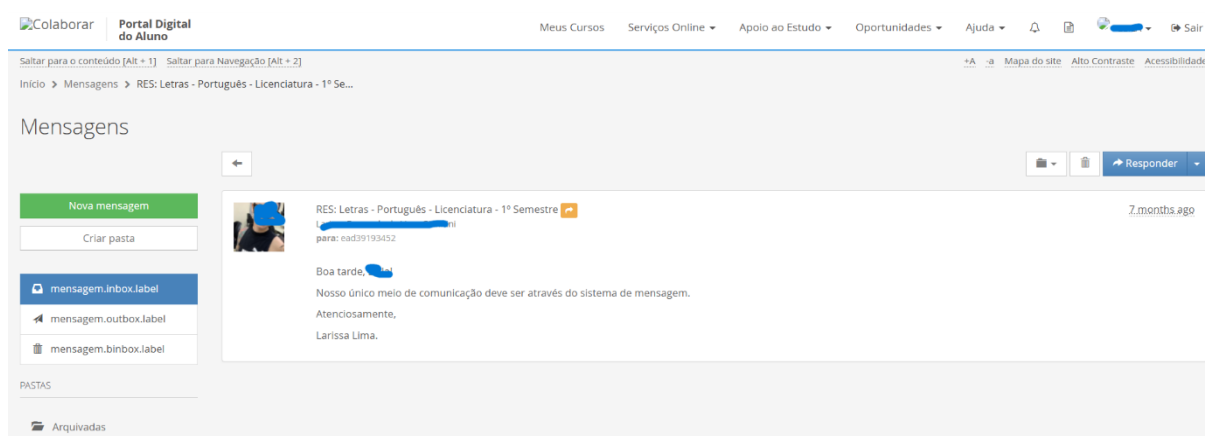 Colaborar
Portal Digital
do Aluno
Meus Cursos Serviços Online Apoio ao Estudo Oportunidades Ajuda Sair
Saltar para o conteúdo [Alt + 1] Saltar para Navegação [Alt + 2] +A -a Mapa do site Alto Contraste Acessibilidade
Início > Mensagens > RES: Letras - Português - Licenciatura - 1º Se...
Mensagens
Responder
Nova mensagem
Criar pasta
mensagem.inbox.label
mensagem.outbox.label
mensagem.binbox.label
PASTAS
Arquivadas
RES: Letras - Português - Licenciatura - 1º Semestre
7 months ago
para: ead39193452
Boa tarde,
Nosso único meio de comunicação deve ser através do sistema de mensagem.
Atenciosamente,
Larissa Lima.